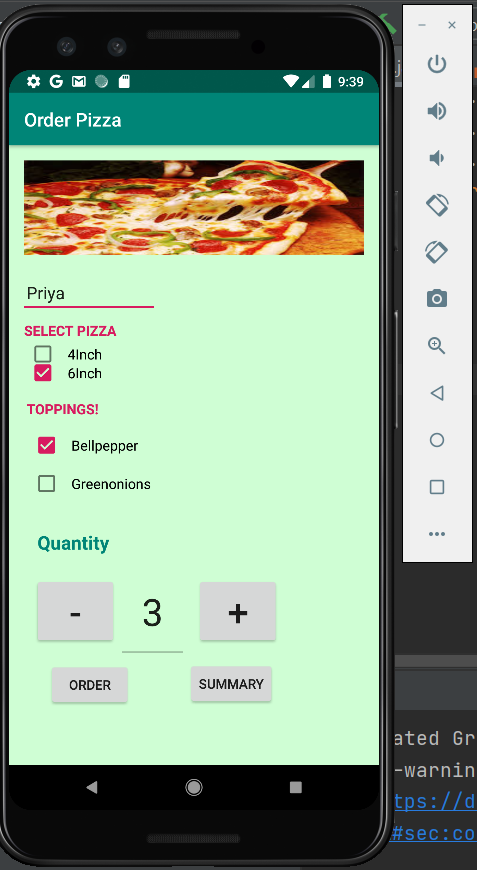 9:39
Order Pizza
Priya
SELECT PIZZA
4Inch
6Inch
TOPPINGS!
Bellpepper
Greenonions
Quantity
- 3 +
ORDER SUMMARY
ated Gr
-warnin
tps://d
#sec:co